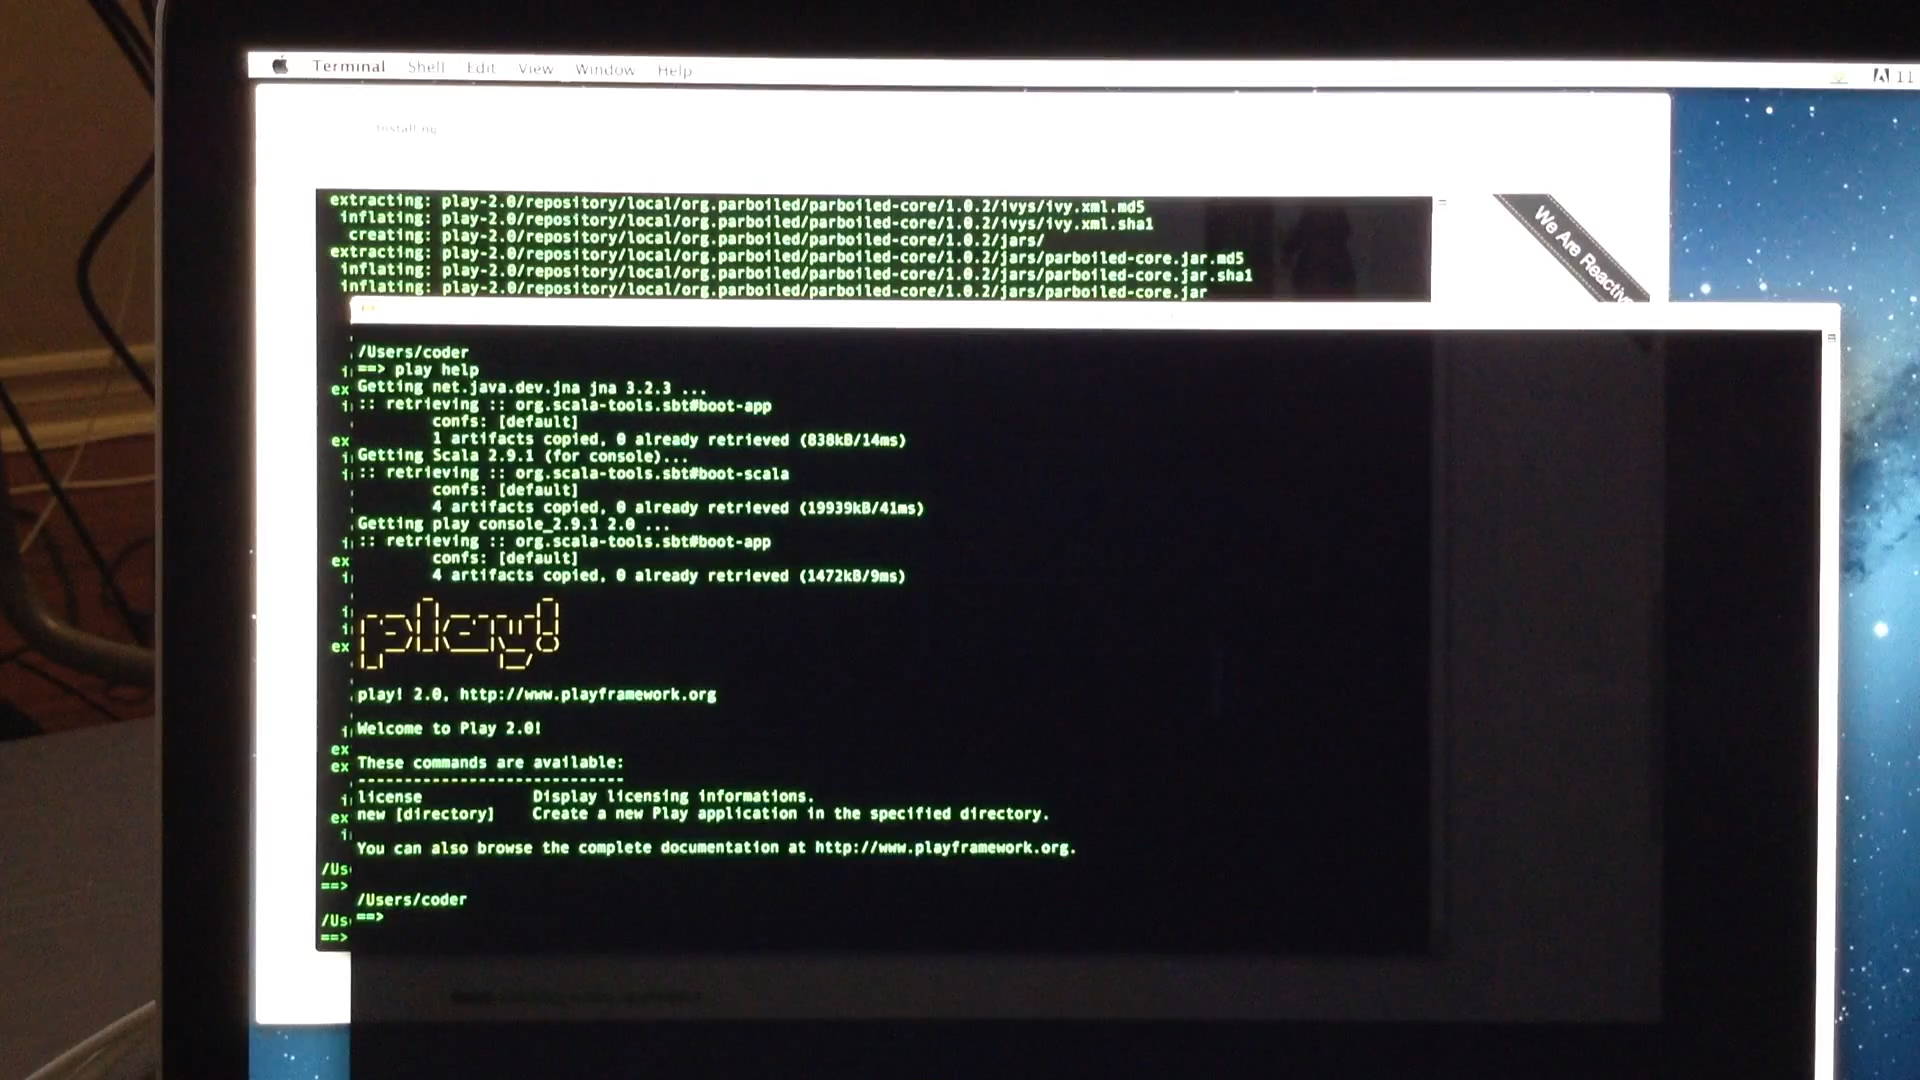 Terminal Shell Edit View Window Help
11
Installing
extracting: play-2.0/repository/local/org.parboiled/parboiled-core/1.0.2/ivys/ivy.xml.md5
inflating: play-2.0/repository/local/org.parboiled/parboiled-core/1.0.2/ivys/ivy.xml.sha1
creating: play-2.0/repository/local/org.parboiled/parboiled-core/1.0.2/jars/
extracting: play-2.0/repository/local/org.parboiled/parboiled-core/1.0.2/jars/parboiled-core.jar.md5
inflating: play-2.0/repository/local/org.parboiled/parboiled-core/1.0.2/jars/parboiled-core.jar.sha1
inflating: play-2.0/repository/local/org.parboiled/parboiled-core/1.0.2/jars/parboiled-core.jar
We Are Reactive
/Users/coder
==> play help
Getting net.java.dev.jna jna 3.2.3 ...
:: retrieving :: org.scala-tools.sbt#boot-app
confs: [default]
1 artifacts copied, 0 already retrieved (838kB/14ms)
Getting Scala 2.9.1 (for console)...
:: retrieving :: org.scala-tools.sbt#boot-scala
confs: [default]
4 artifacts copied, 0 already retrieved (19939kB/41ms)
Getting play console_2.9.1 2.0 ...
:: retrieving :: org.scala-tools.sbt#boot-app
confs: [default]
4 artifacts copied, 0 already retrieved (1472kB/9ms)
play!
play! 2.0, http://www.playframework.org
Welcome to Play 2.0!
These commands are available:
-----------------------------
license Display licensing informations.
new [directory] Create a new Play application in the specified directory.
You can also browse the complete documentation at http://www.playframework.org.
/Us
==>
/Users/coder
==>
/Us
==>